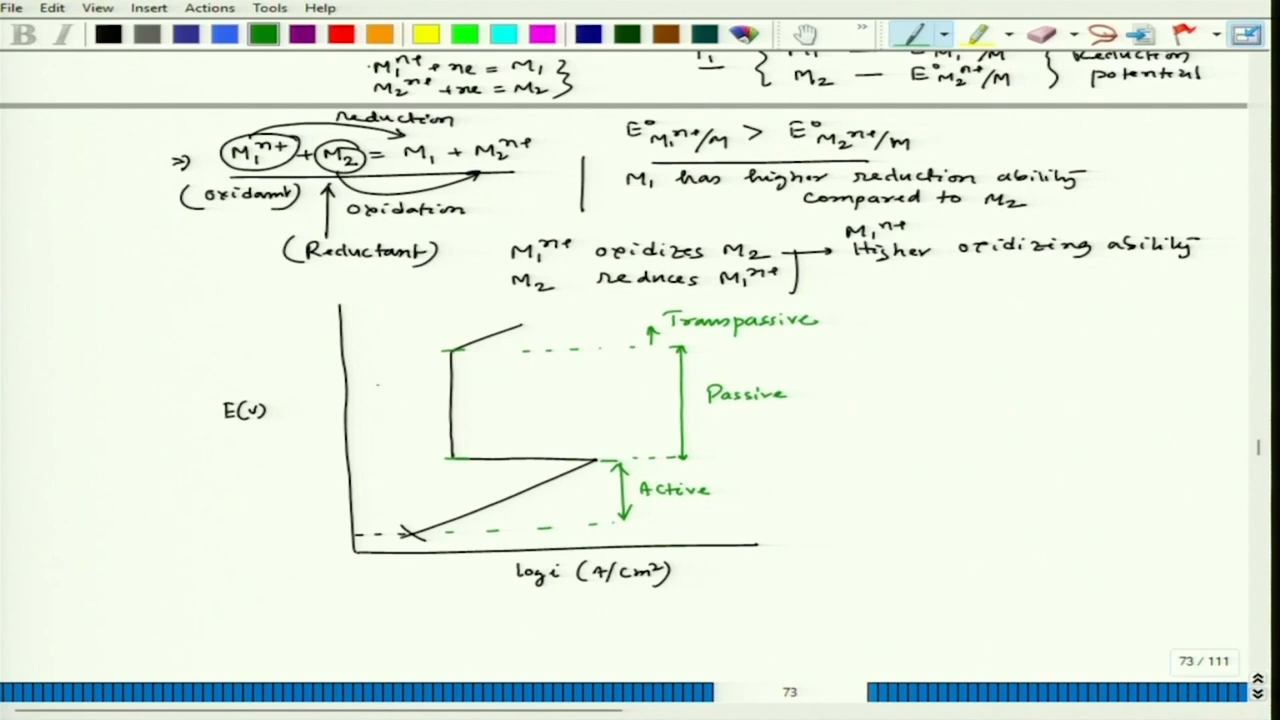 File Edit View Insert Actions Tools Help
B I
M₁ⁿ⁺ + ne = M₁
M₂ⁿ⁺ + ne = M₂
M₂ — E°M₂ⁿ⁺/M
Reduction
potential
reduction
⇒ M₁ⁿ⁺ + M₂ = M₁ + M₂ⁿ⁺
(oxidant)
oxidation
(Reductant)
E°M₁ⁿ⁺/M > E°M₂ⁿ⁺/M
M₁ has higher reduction ability
compared to M₂
M₁ⁿ⁺ oxidizes M₂
M₂ reduces M₁ⁿ⁺
M₁ⁿ⁺
Higher oxidizing ability
Transpassive
Passive
E(V)
Active
log i (A/cm²)
73 / 111
73